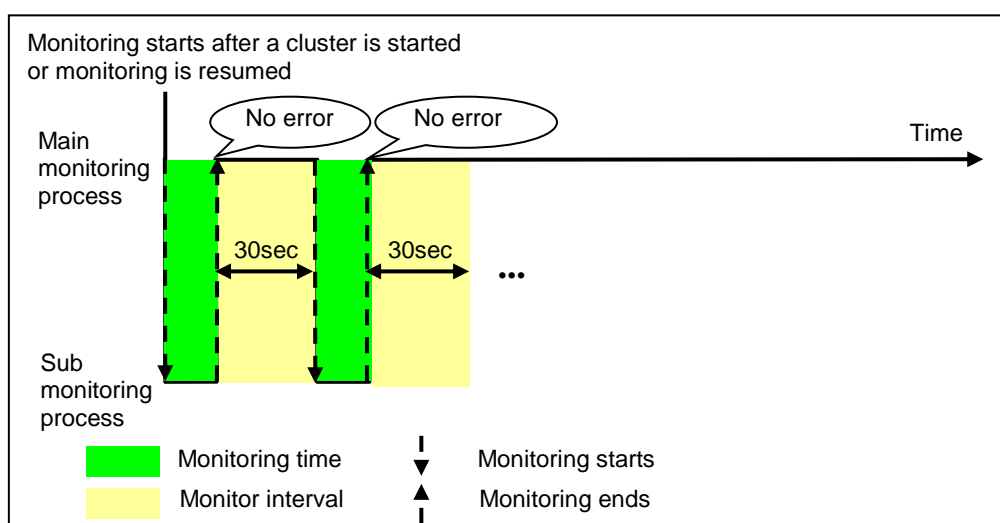 Monitoring starts after a cluster is started
or monitoring is resumed
No error
No error
Time
Main
monitoring
process
30sec
30sec
...
Sub
monitoring
process
Monitoring time
Monitoring starts
Monitor interval
Monitoring ends